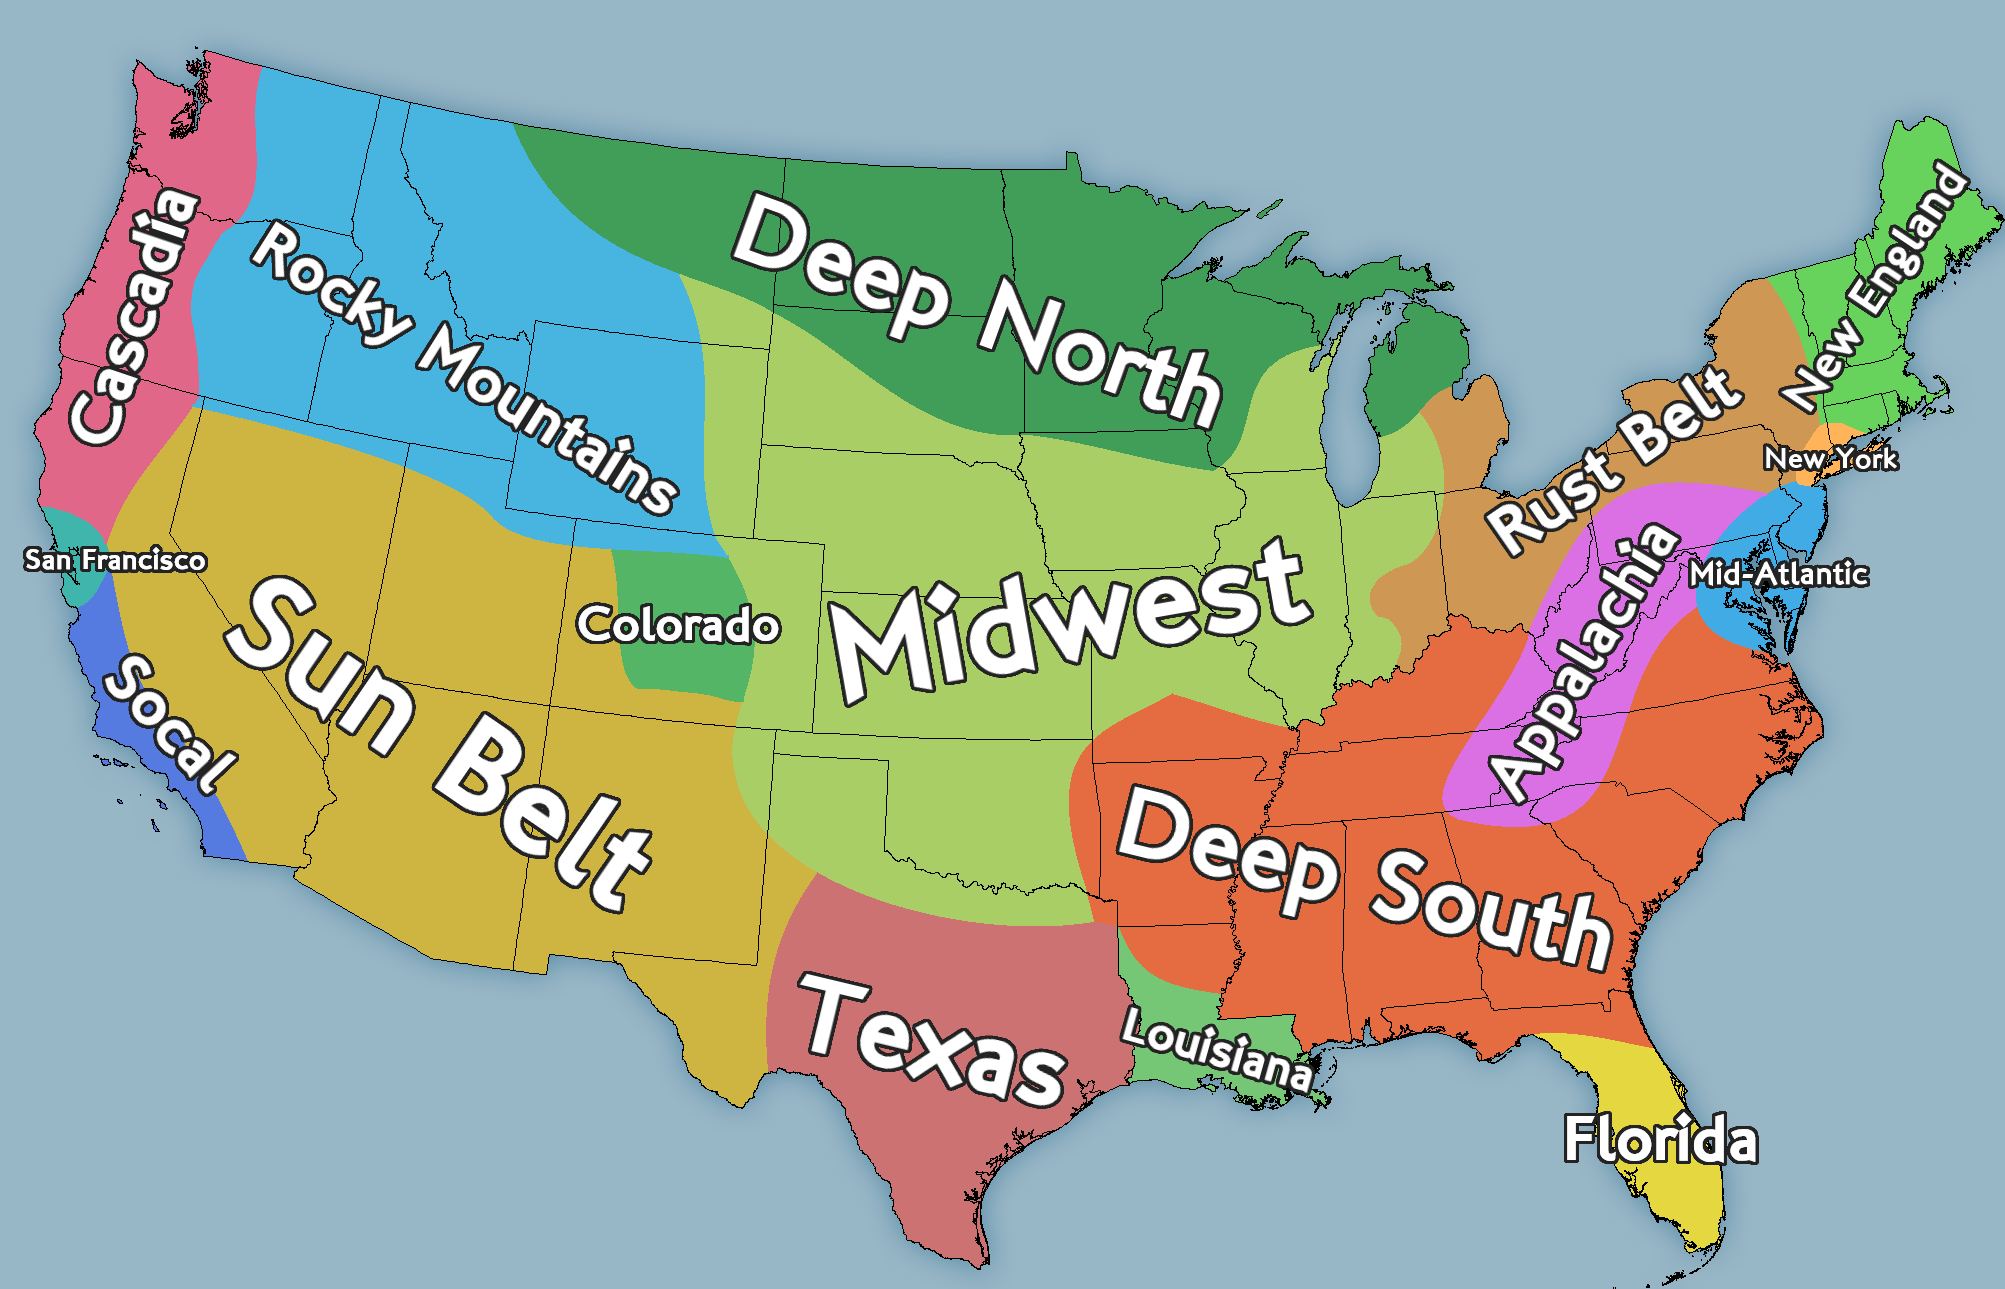 Cascadia
Rocky Mountains
Deep North
New England
Rust Belt
New York
San Francisco
Sun Belt
Colorado
Midwest
Appalachia
Mid-Atlantic
Socal
Deep South
Texas
Louisiana
Florida